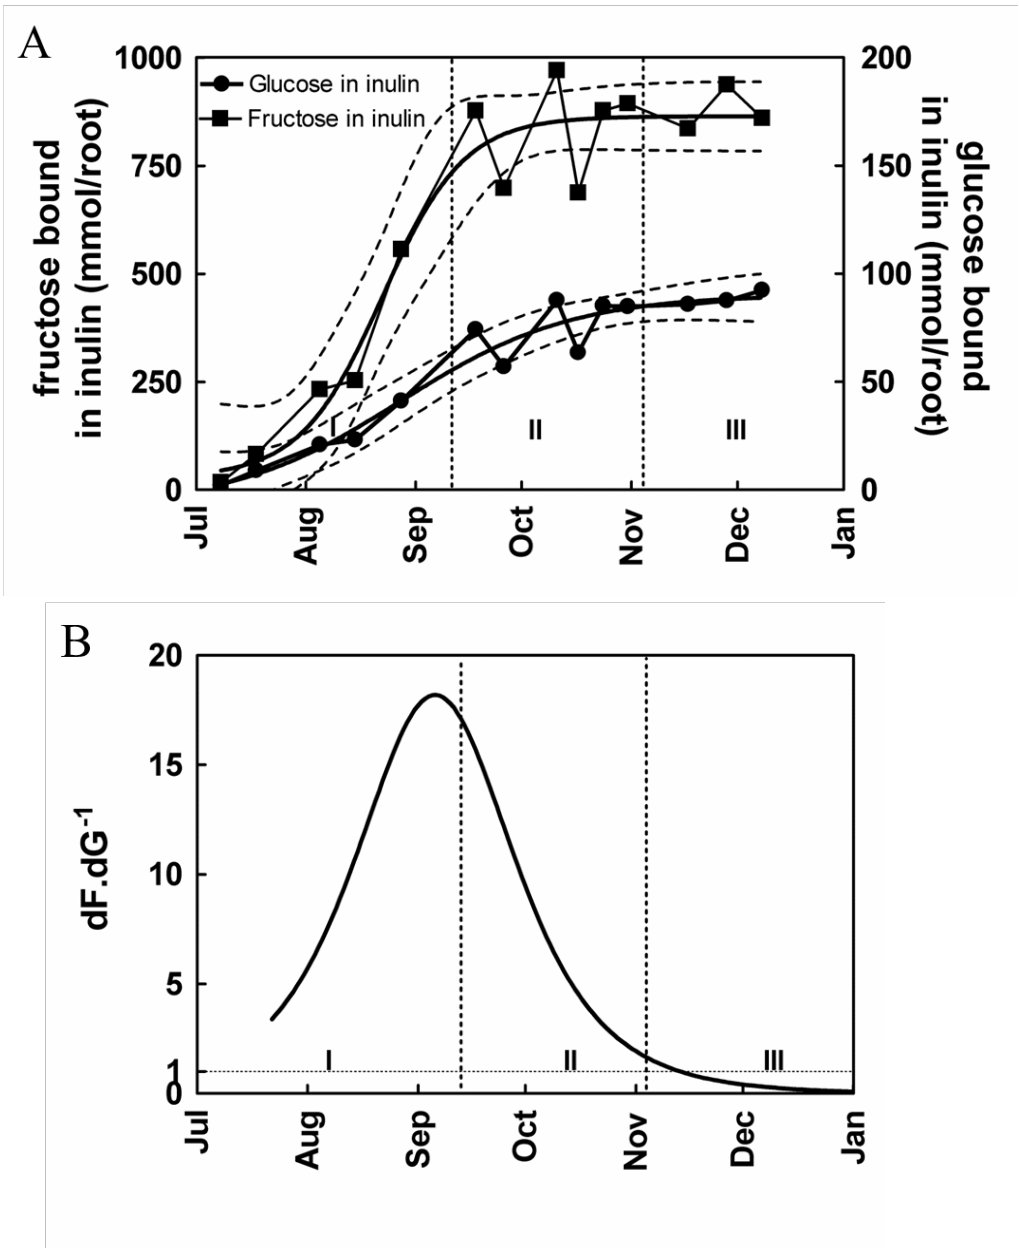 A
1000
750
500
250
0
fructose bound
in inulin (mmol/root)
Glucose in inulin
Fructose in inulin
I
II
III
200
150
100
50
0
glucose bound
in inulin (mmol/root)
Jul
Aug
Sep
Oct
Nov
Dec
Jan
B
20
15
10
5
1
0
dF.dG-1
I
II
III
Jul
Aug
Sep
Oct
Nov
Dec
Jan